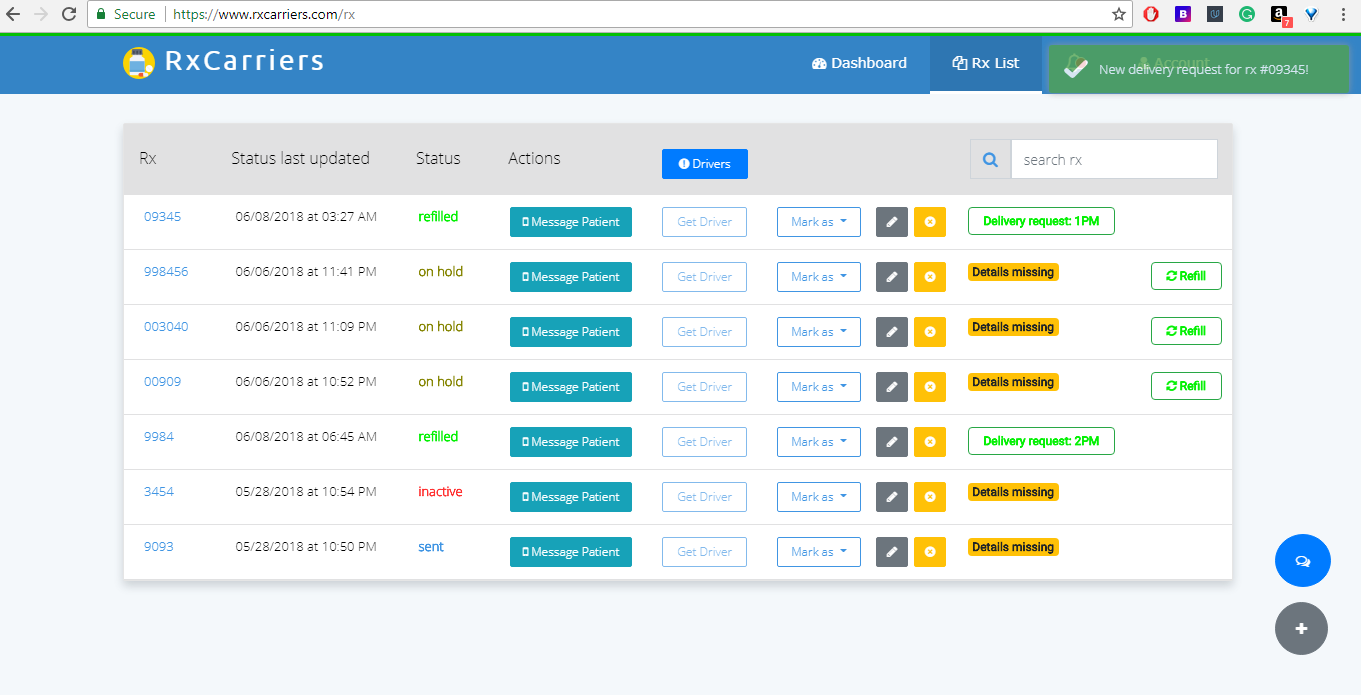 Secure https://www.rxcarriers.com/rx
B
a
7
RxCarriers Dashboard Rx List Account
New delivery request for rx #09345!
Rx Status last updated Status Actions Drivers search rx
09345 06/08/2018 at 03:27 AM refilled Message Patient Get Driver Mark as Delivery request: 1PM
998456 06/06/2018 at 11:41 PM on hold Message Patient Get Driver Mark as Details missing Refill
003040 06/06/2018 at 11:09 PM on hold Message Patient Get Driver Mark as Details missing Refill
00909 06/06/2018 at 10:52 PM on hold Message Patient Get Driver Mark as Details missing Refill
9984 06/08/2018 at 06:45 AM refilled Message Patient Get Driver Mark as Delivery request: 2PM
3454 05/28/2018 at 10:54 PM inactive Message Patient Get Driver Mark as Details missing
9093 05/28/2018 at 10:50 PM sent Message Patient Get Driver Mark as Details missing